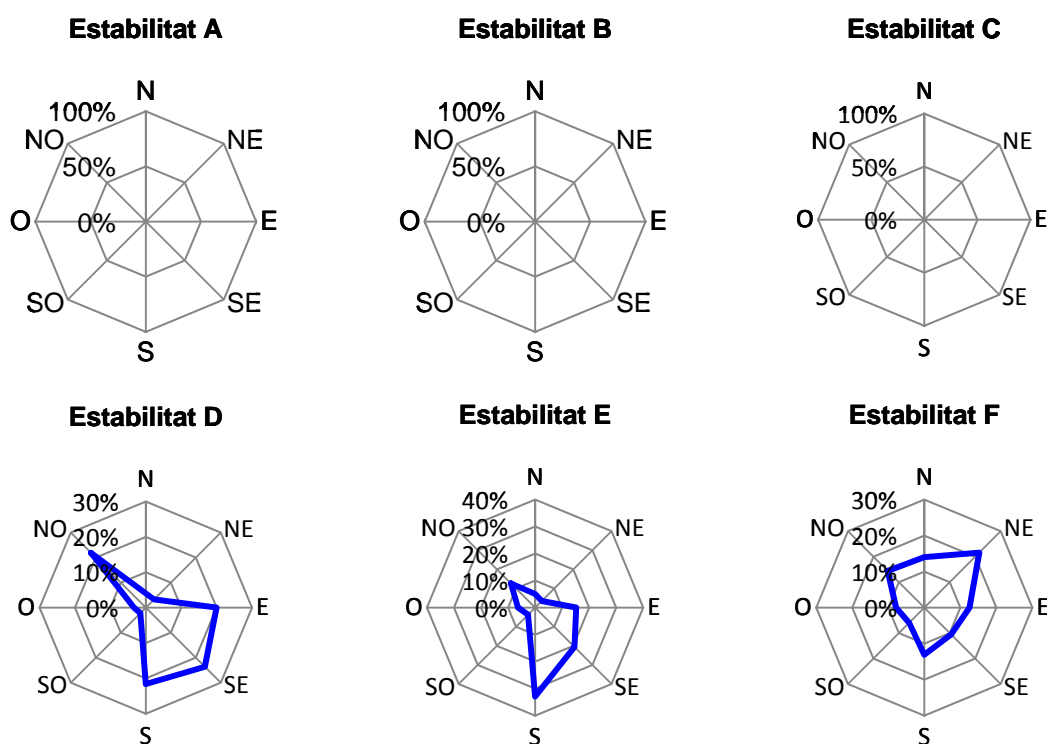 Estabilitat A
N
100%
NO
NE
50%
O
0%
E
SO
SE
S
Estabilitat B
N
100%
NO
NE
50%
O
0%
E
SO
SE
S
Estabilitat C
N
100%
NO
NE
50%
O
0%
E
SO
SE
S
Estabilitat D
N
30%
NO
20%
NE
10%
O
0%
E
SO
SE
S
Estabilitat E
N
40%
NO
30%
NE
20%
10%
O
0%
E
SO
SE
S
Estabilitat F
N
30%
NO
20%
NE
10%
O
0%
E
SO
SE
S